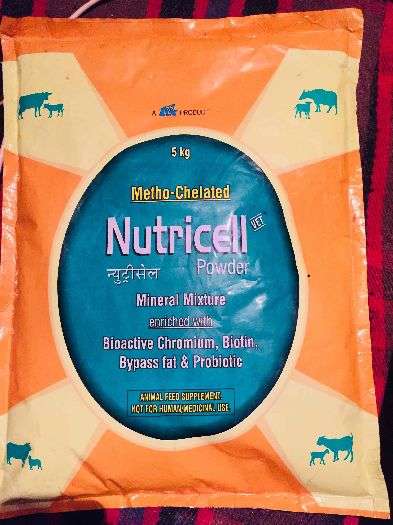 A PRODUCT
5 kg
Metho-Chelated
Nutricell VET
न्युट्रीसेल Powder
Mineral Mixture
enriched with
Bioactive Chromium, Biotin,
Bypass fat & Probiotic
ANIMAL FEED SUPPLEMENT.
NOT FOR HUMAN/MEDICINAL USE